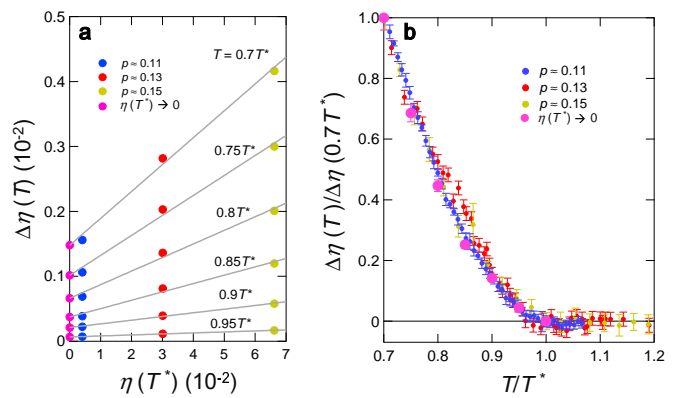 a
p ≈ 0.11
p ≈ 0.13
p ≈ 0.15
η (T*) → 0
T = 0.7T*
0.75T*
0.8T*
0.85T*
0.9T*
0.95T*
0.5
0.4
0.3
0.2
0.1
0
0 1 2 3 4 5 6 7
Δη (T) (10⁻²)
η (T*) (10⁻²)
b
p ≈ 0.11
p ≈ 0.13
p ≈ 0.15
η (T*) → 0
1.0
0.8
0.6
0.4
0.2
0
0.7 0.8 0.9 1.0 1.1 1.2
Δη (T)/Δη (0.7T*)
T/T*